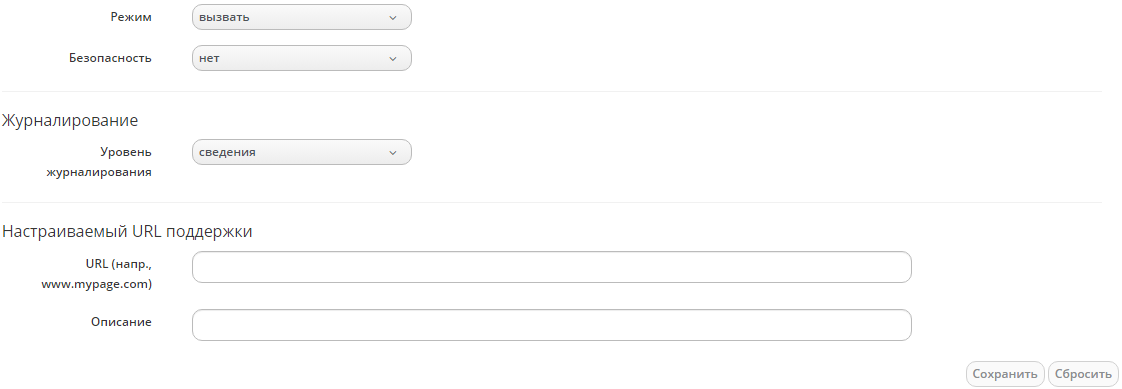 Режим вызвать
Безопасность нет
Журналирование
Уровень
журналирования
сведения
Настраиваемый URL поддержки
URL (напр.,
www.mypage.com)
Описание
Сохранить Сбросить